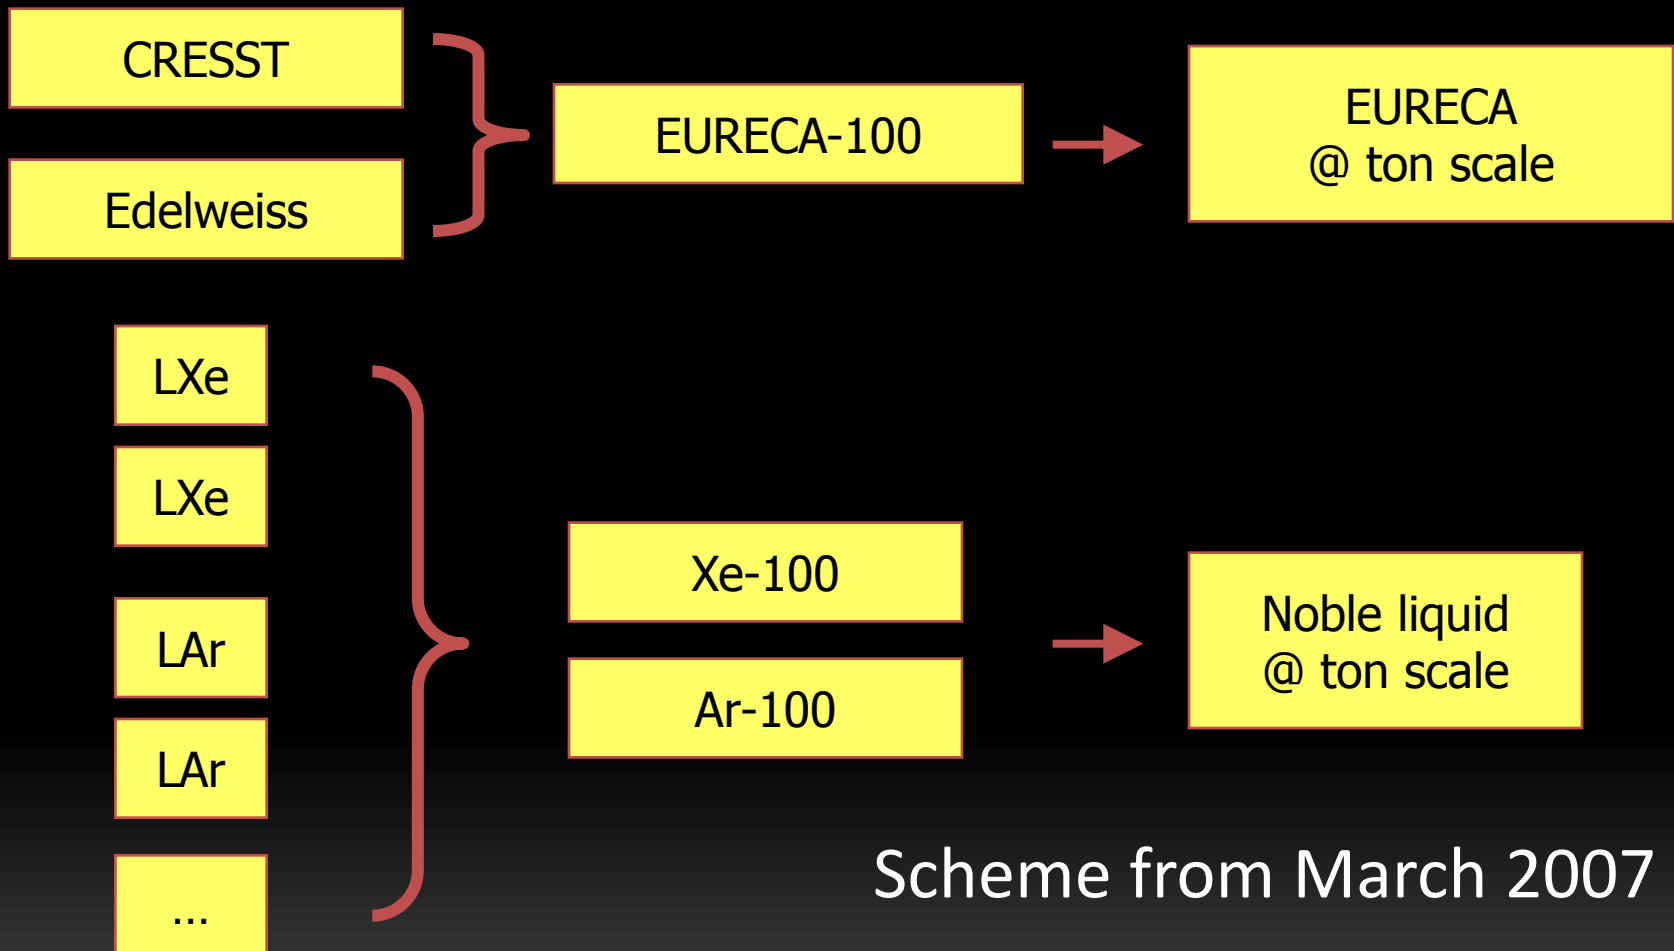 CRESST
Edelweiss
EURECA-100
EURECA
@ ton scale
LXe
LXe
LAr
LAr
...
Xe-100
Ar-100
Noble liquid
@ ton scale
Scheme from March 2007